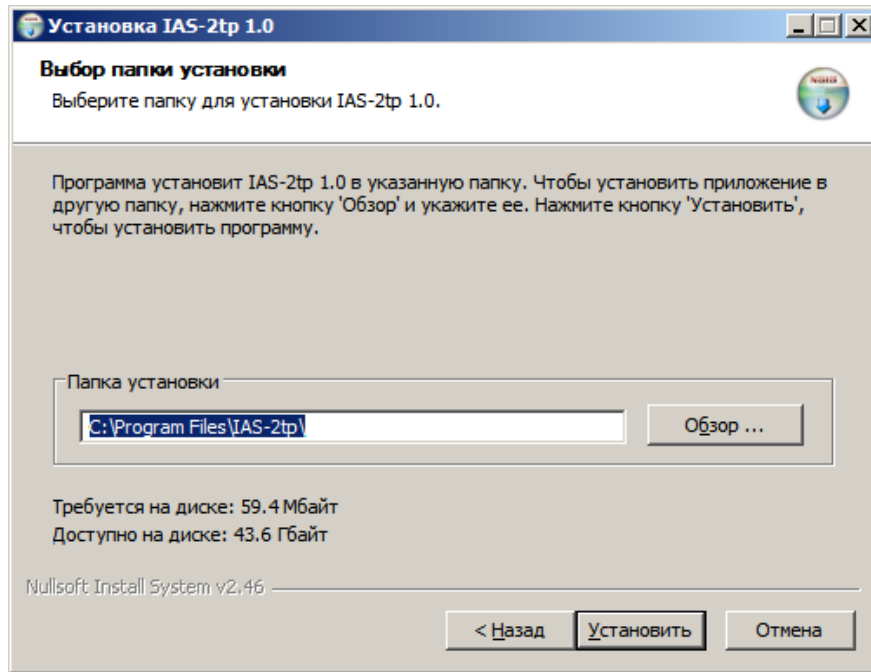 Установка IAS-2tp 1.0
Выбор папки установки
Выберите папку для установки IAS-2tp 1.0.
Программа установит IAS-2tp 1.0 в указанную папку. Чтобы установить приложение в
другую папку, нажмите кнопку 'Обзор' и укажите ее. Нажмите кнопку 'Установить',
чтобы установить программу.
Папка установки
C:\Program Files\IAS-2tp\
Обзор ...
Требуется на диске: 59.4 Мбайт
Доступно на диске: 43.6 Гбайт
Nullsoft Install System v2.46
< Назад
Установить
Отмена